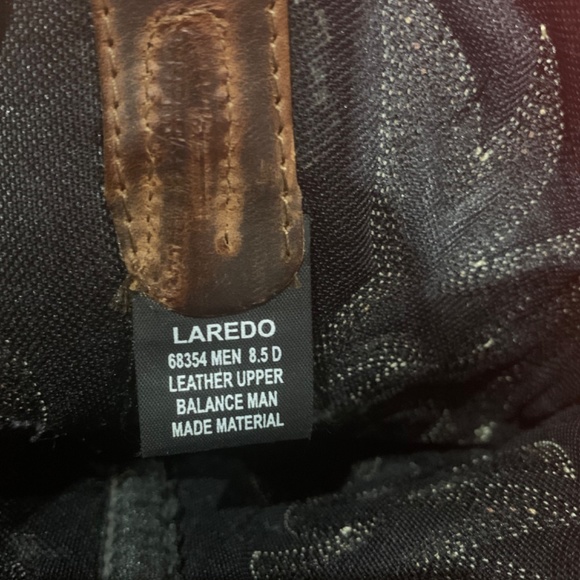 LAREDO
68354 MEN 8.5 D
LEATHER UPPER
BALANCE MAN
MADE MATERIAL